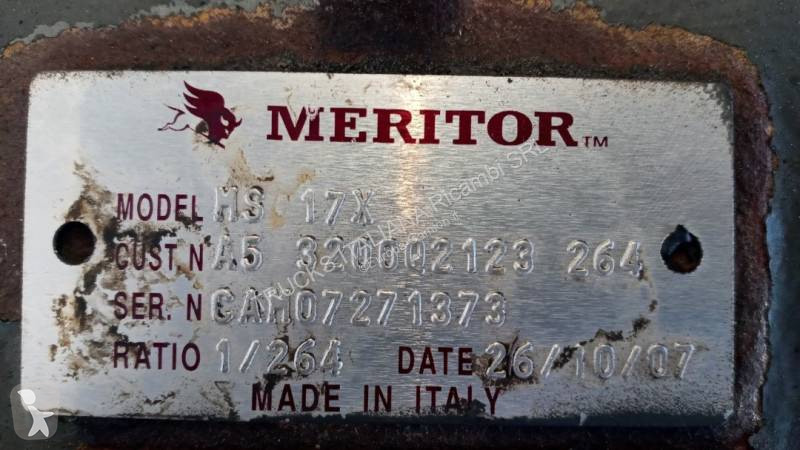 MERITOR™
MODEL MS 17X
CUST N A5 32000Q2123 264
SER. N CAM07271373
RATIO 1/264 DATE 26/10/07
MADE IN ITALY